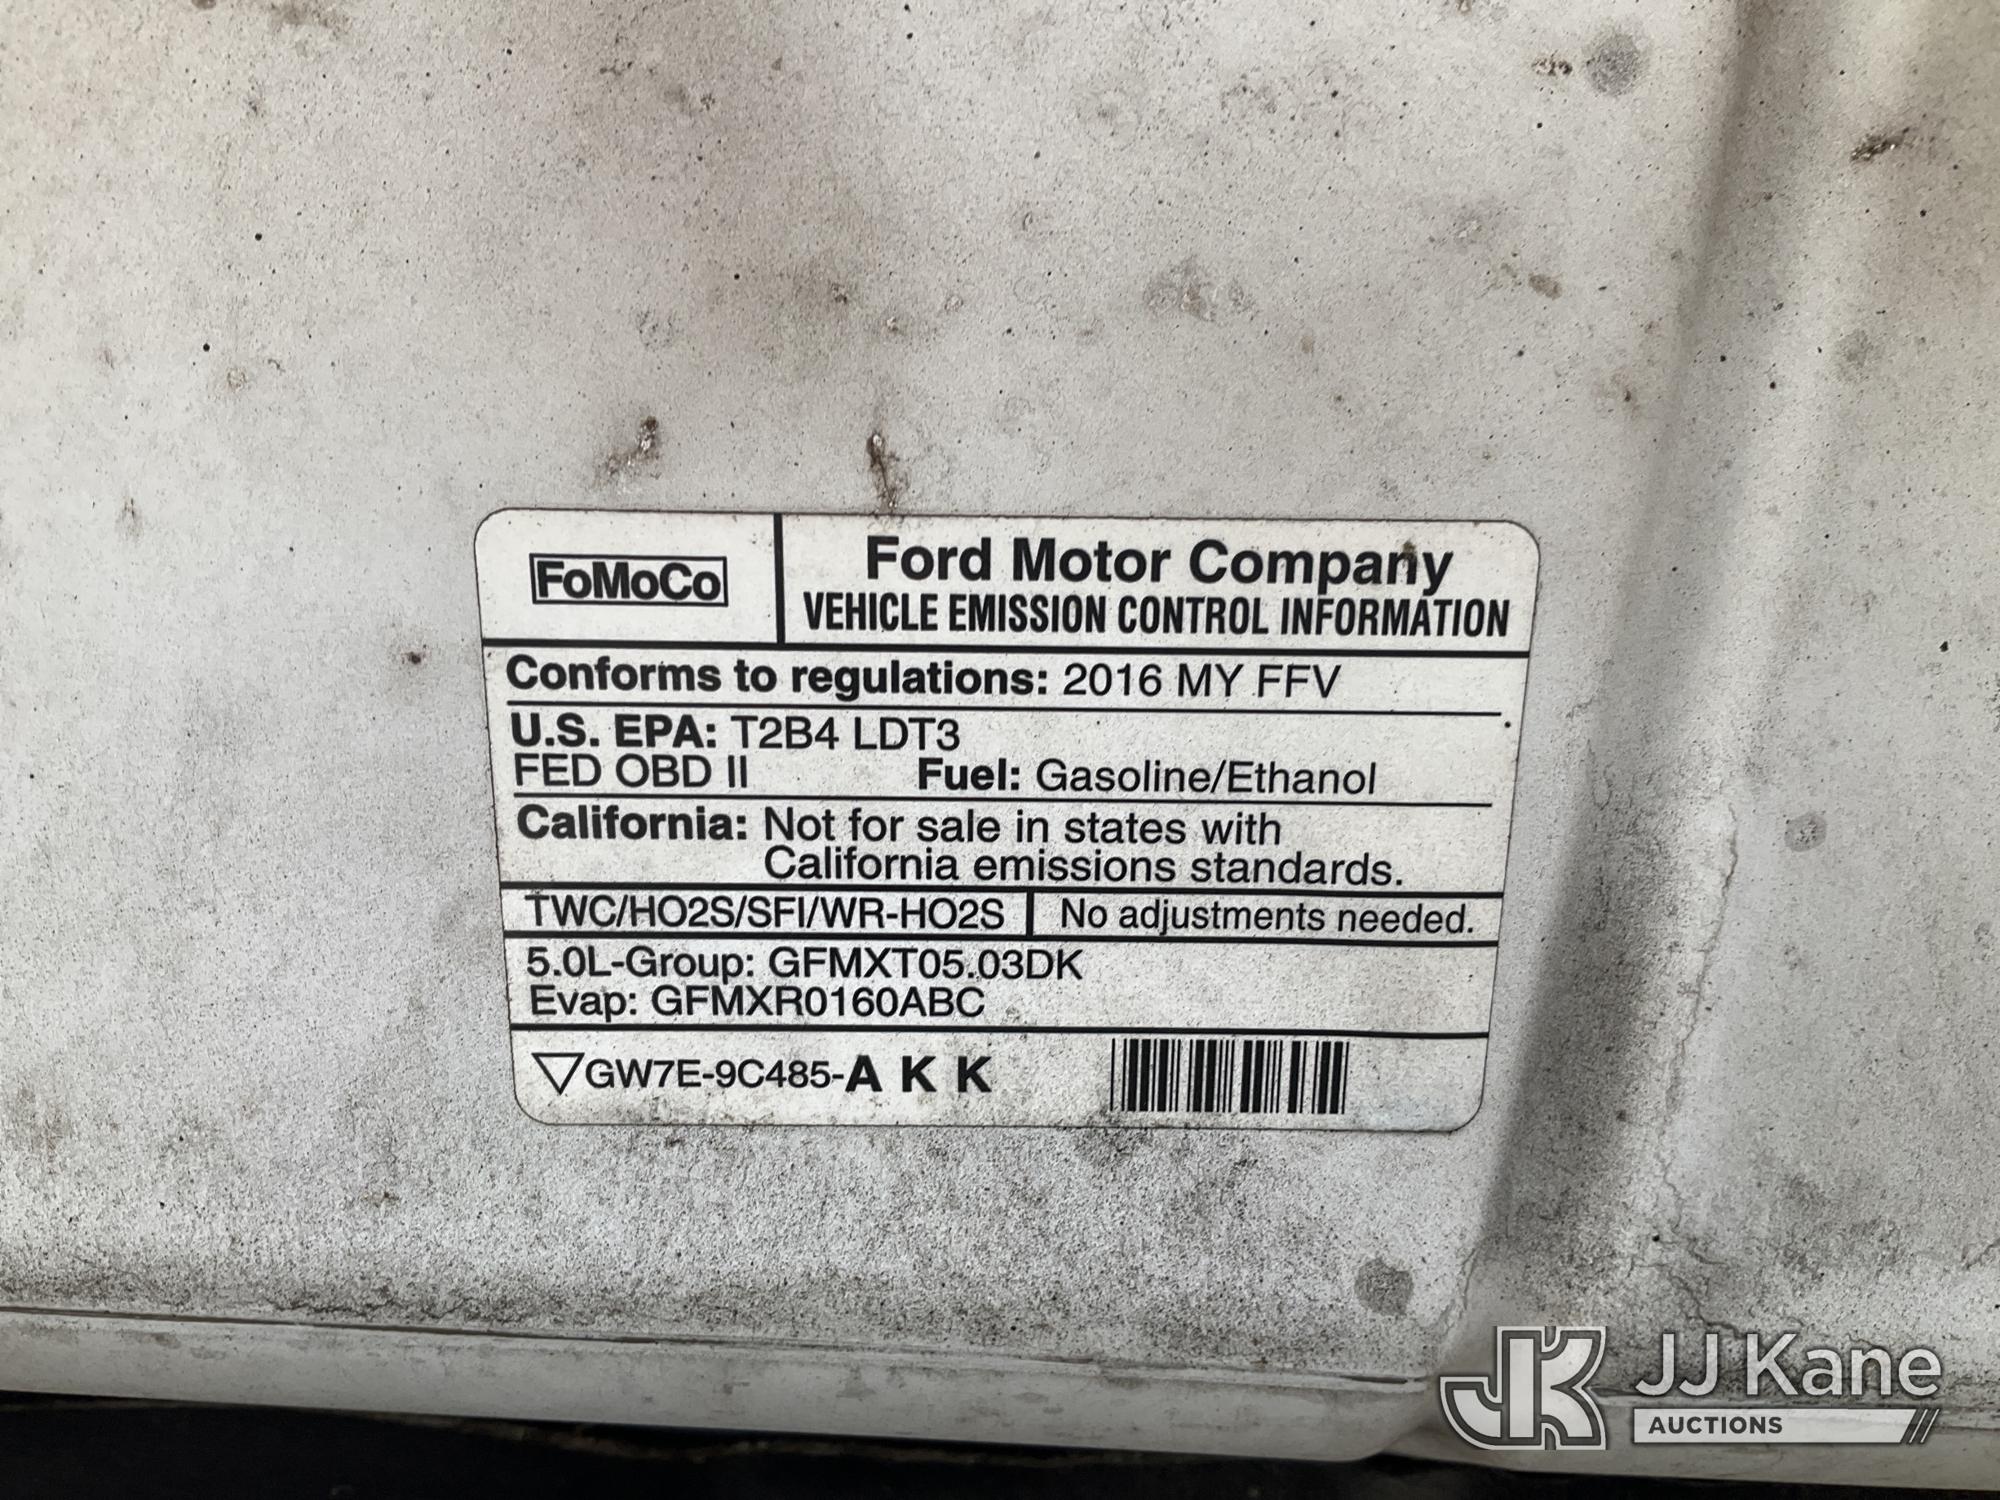 FoMoCo
Ford Motor Company
VEHICLE EMISSION CONTROL INFORMATION
Conforms to regulations: 2016 MY FFV
U.S. EPA: T2B4 LDT3
FED OBD II Fuel: Gasoline/Ethanol
California: Not for sale in states with
California emissions standards.
TWC/HO2S/SFI/WR-HO2S No adjustments needed.
5.0L-Group: GFMXT05.03DK
Evap: GFMXR0160ABC
GW7E-9C485-A K K
JK JJ Kane
AUCTIONS